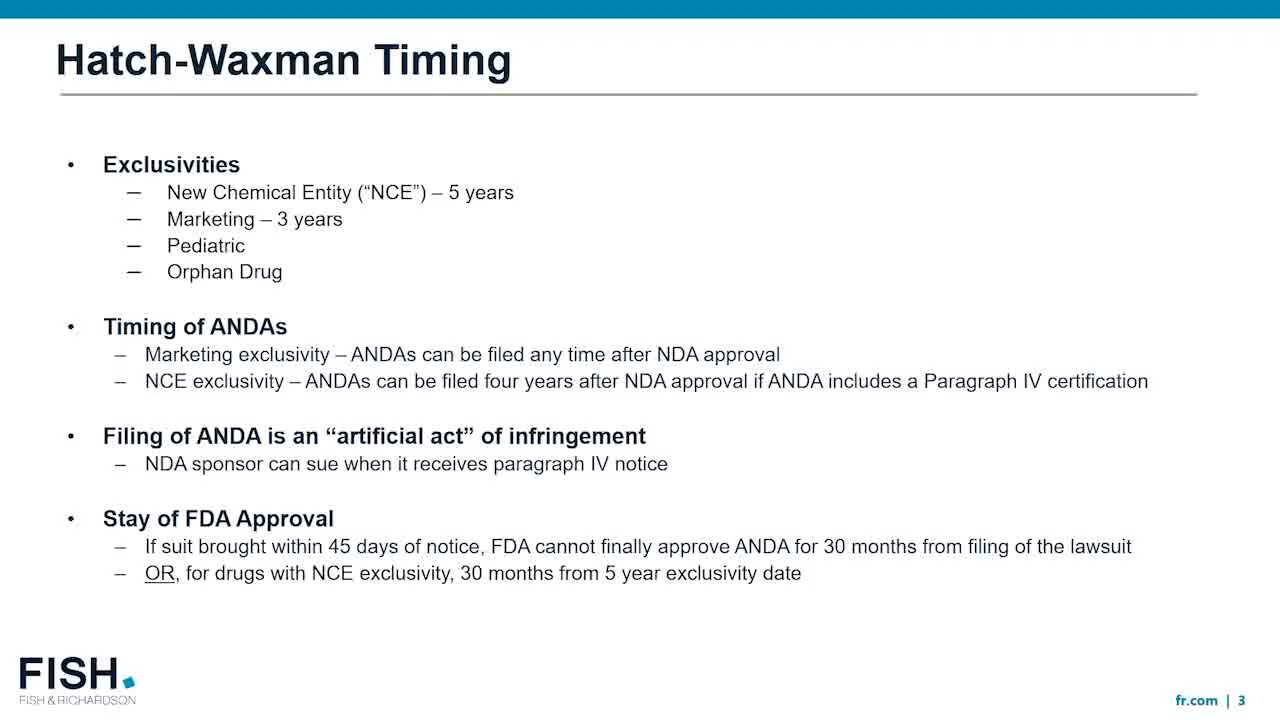 Hatch-Waxman Timing
• Exclusivities
— New Chemical Entity (“NCE”) – 5 years
— Marketing – 3 years
— Pediatric
— Orphan Drug
• Timing of ANDAs
– Marketing exclusivity – ANDAs can be filed any time after NDA approval
– NCE exclusivity – ANDAs can be filed four years after NDA approval if ANDA includes a Paragraph IV certification
• Filing of ANDA is an “artificial act” of infringement
– NDA sponsor can sue when it receives paragraph IV notice
• Stay of FDA Approval
– If suit brought within 45 days of notice, FDA cannot finally approve ANDA for 30 months from filing of the lawsuit
– OR, for drugs with NCE exclusivity, 30 months from 5 year exclusivity date
FISH.
FISH & RICHARDSON
fr.com | 3